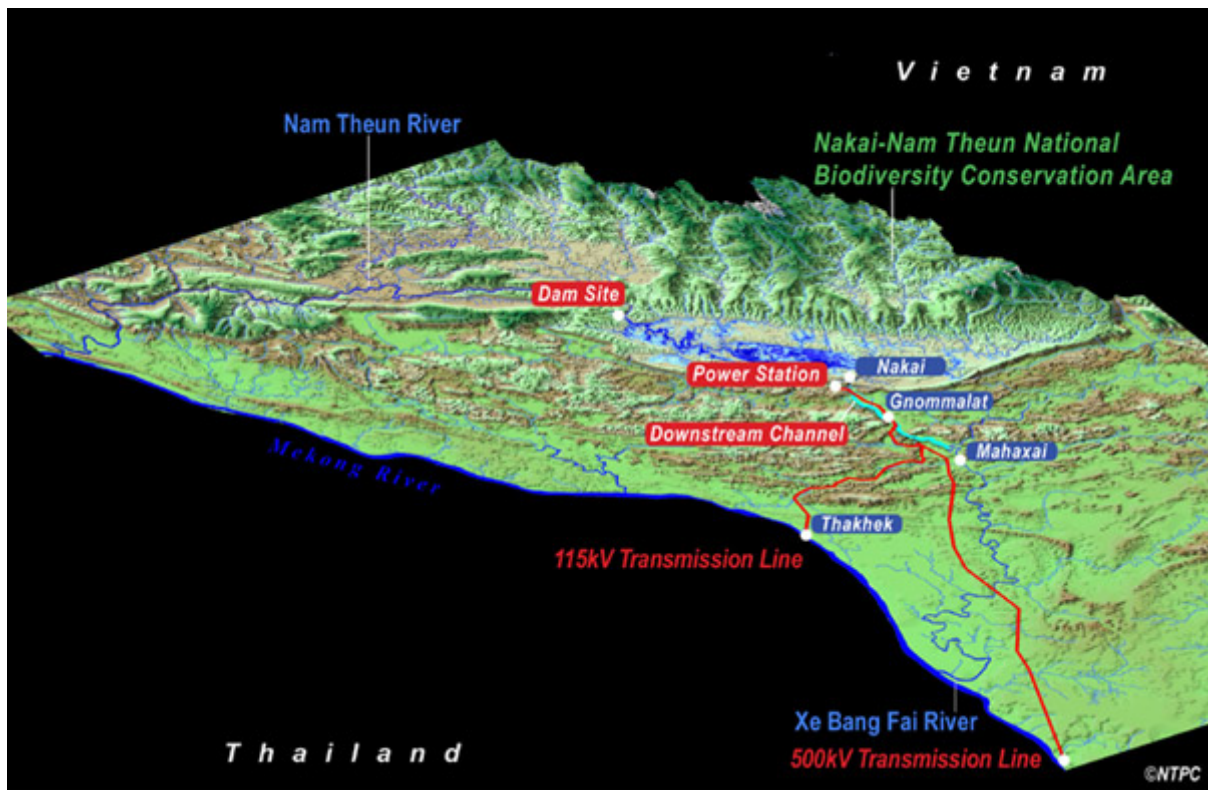 Vietnam
Nam Theun River
Nakai-Nam Theun National
Biodiversity Conservation Area
Dam Site
Nakai
Power Station
Gnommalat
Downstream Channel
Mahaxai
Mekong River
Thakhek
115kV Transmission Line
Xe Bang Fai River
Thailand
500kV Transmission Line
©NTPC